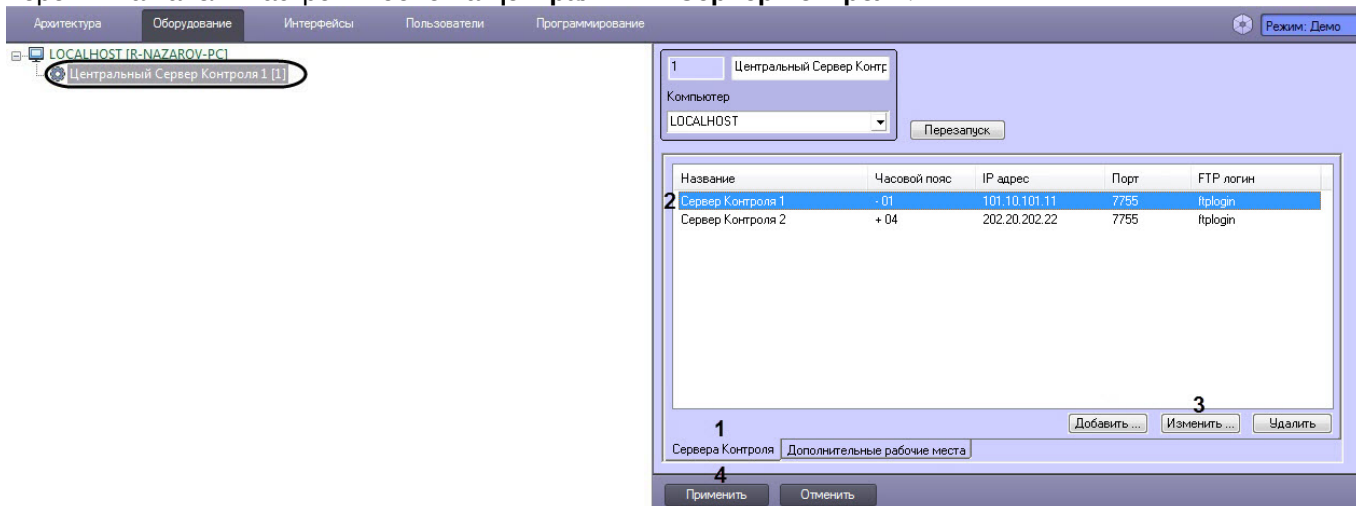 Архитектура Оборудование Интерфейсы Пользователи Программирование Режим: Демо
LOCALHOST [R-NAZAROV-PC]
Центральный Сервер Контроля 1 [1]
1 Центральный Сервер Контр
Компьютер
LOCALHOST
Перезапуск
Название Часовой пояс IP адрес Порт FTP логин
2 Сервер Контроля 1 - 01 101.10.101.11 7755 ftplogin
Сервер Контроля 2 + 04 202.20.202.22 7755 ftplogin
3
Добавить ... Изменить ... Удалить
1
Сервера Контроля Дополнительные рабочие места
4
Применить Отменить